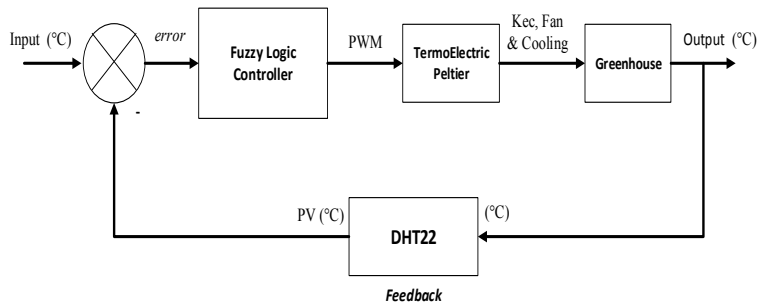 Input (°C)
error
Fuzzy Logic
Controller
PWM
TermoElectric
Peltier
Kec, Fan
& Cooling
Greenhouse
Output (°C)
-
PV (°C)
DHT22
(°C)
Feedback